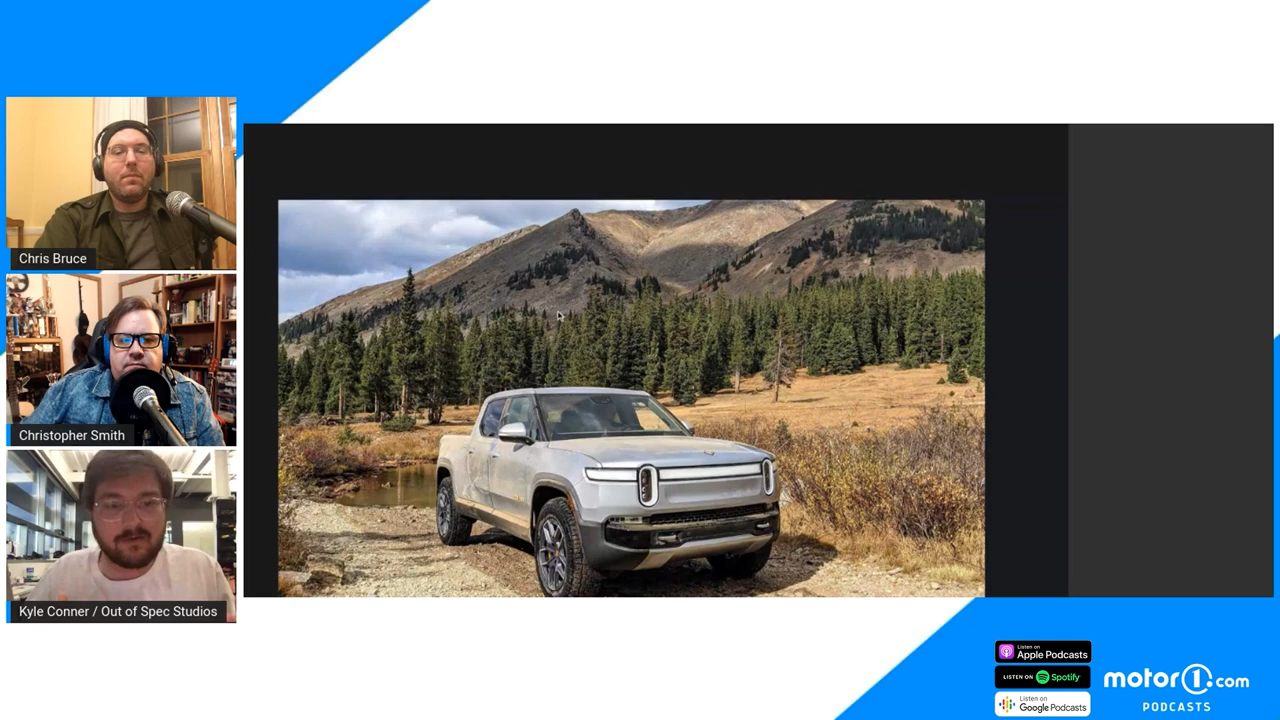 Chris Bruce
Christopher Smith
Kyle Conner / Out of Spec Studios
Listen on
Apple Podcasts
LISTEN ON Spotify
Listen on
Google Podcasts
motor1.com
PODCASTS